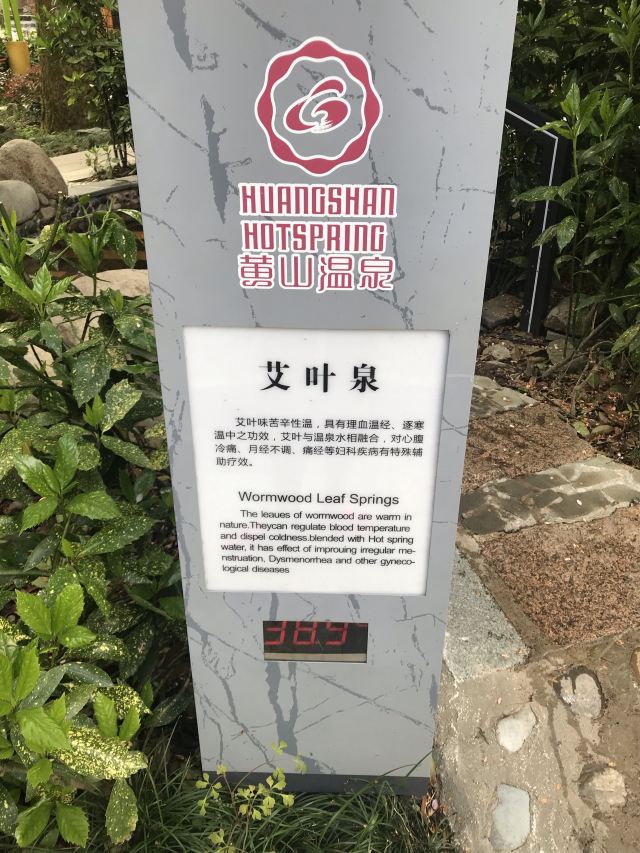 HUANGSHAN
HOTSPRING
黄山温泉
艾叶泉
艾叶味苦辛性温，具有理血温经、逐寒
温中之功效，艾叶与温泉水相融合，对心腹
冷痛、月经不调、痛经等妇科疾病有特殊辅
助疗效。
Wormwood Leaf Springs
The leaues of wormwood are warm in
nature.Theycan regulate blood temperature
and dispel coldness.blended with Hot spring
water, it has effect of improuing irregular me-
nstruation, Dysmenorrhea and other gyneco-
logical diseases
38.9